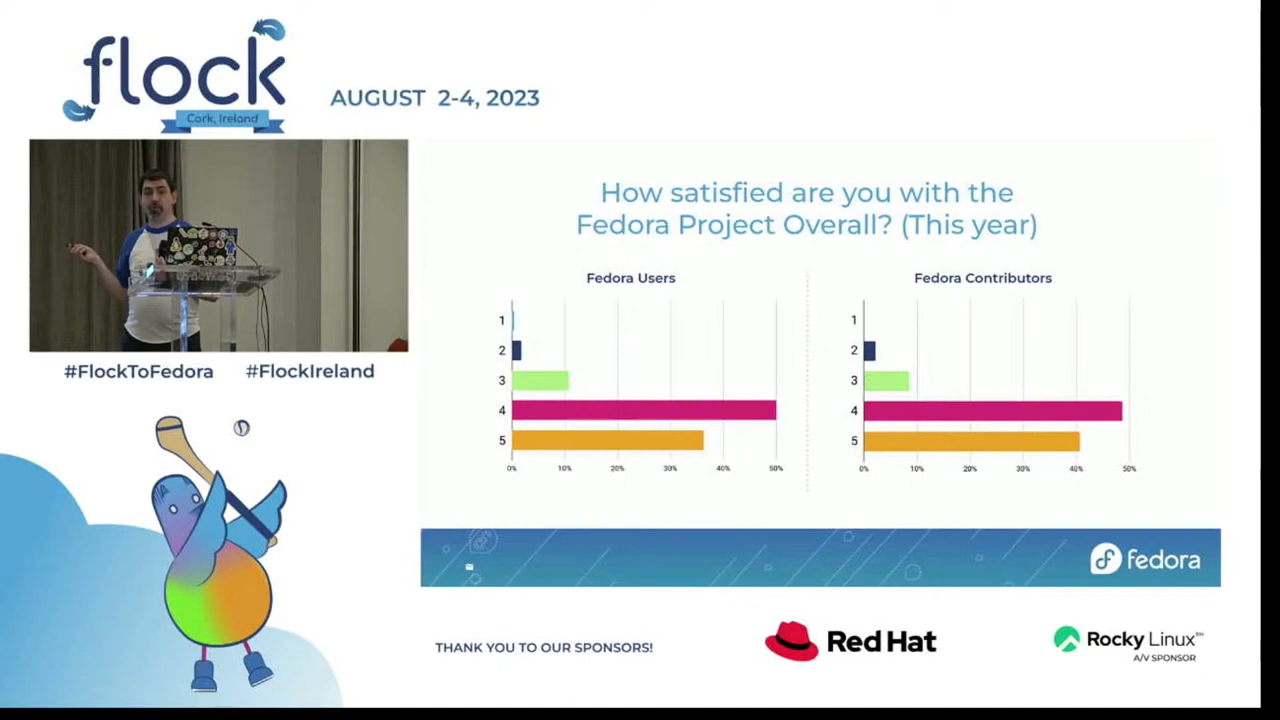 flock
Cork, Ireland
AUGUST 2-4, 2023
#FlockToFedora #FlockIreland
How satisfied are you with the
Fedora Project Overall? (This year)
Fedora Users
1
2
3
4
5
0% 10% 20% 30% 40% 50%
Fedora Contributors
1
2
3
4
5
0% 10% 20% 30% 40% 50%
fedora
THANK YOU TO OUR SPONSORS!
Red Hat
Rocky Linux™
A/V SPONSOR